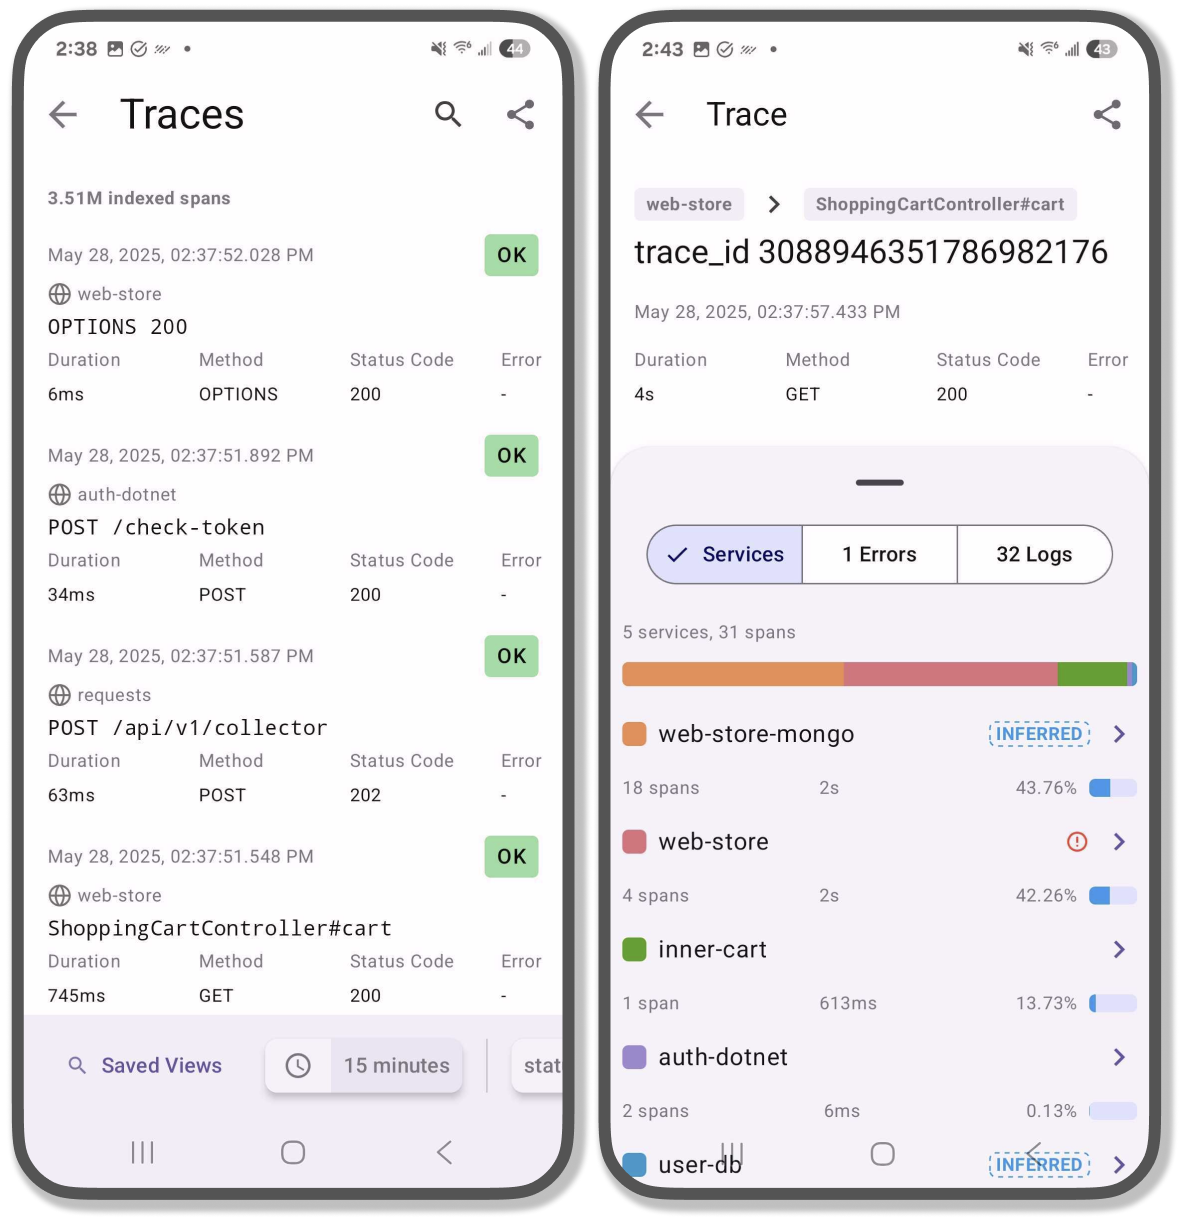 2:38
44
Traces
3.51M indexed spans
May 28, 2025, 02:37:52.028 PM
OK
web-store
OPTIONS 200
Duration Method Status Code Error
6ms OPTIONS 200 -
May 28, 2025, 02:37:51.892 PM
OK
auth-dotnet
POST /check-token
Duration Method Status Code Error
34ms POST 200 -
May 28, 2025, 02:37:51.587 PM
OK
requests
POST /api/v1/collector
Duration Method Status Code Error
63ms POST 202 -
May 28, 2025, 02:37:51.548 PM
OK
web-store
ShoppingCartController#cart
Duration Method Status Code Error
745ms GET 200 -
Saved Views
15 minutes
stat
2:43
6
43
Trace
web-store
ShoppingCartController#cart
trace_id 3088946351786982176
May 28, 2025, 02:37:57.433 PM
Duration Method Status Code Error
4s GET 200 -
Services
1 Errors
32 Logs
5 services, 31 spans
web-store-mongo INFERRED
18 spans 2s 43.76%
web-store
4 spans 2s 42.26%
inner-cart
1 span 613ms 13.73%
auth-dotnet
2 spans 6ms 0.13%
user-db INFERRED